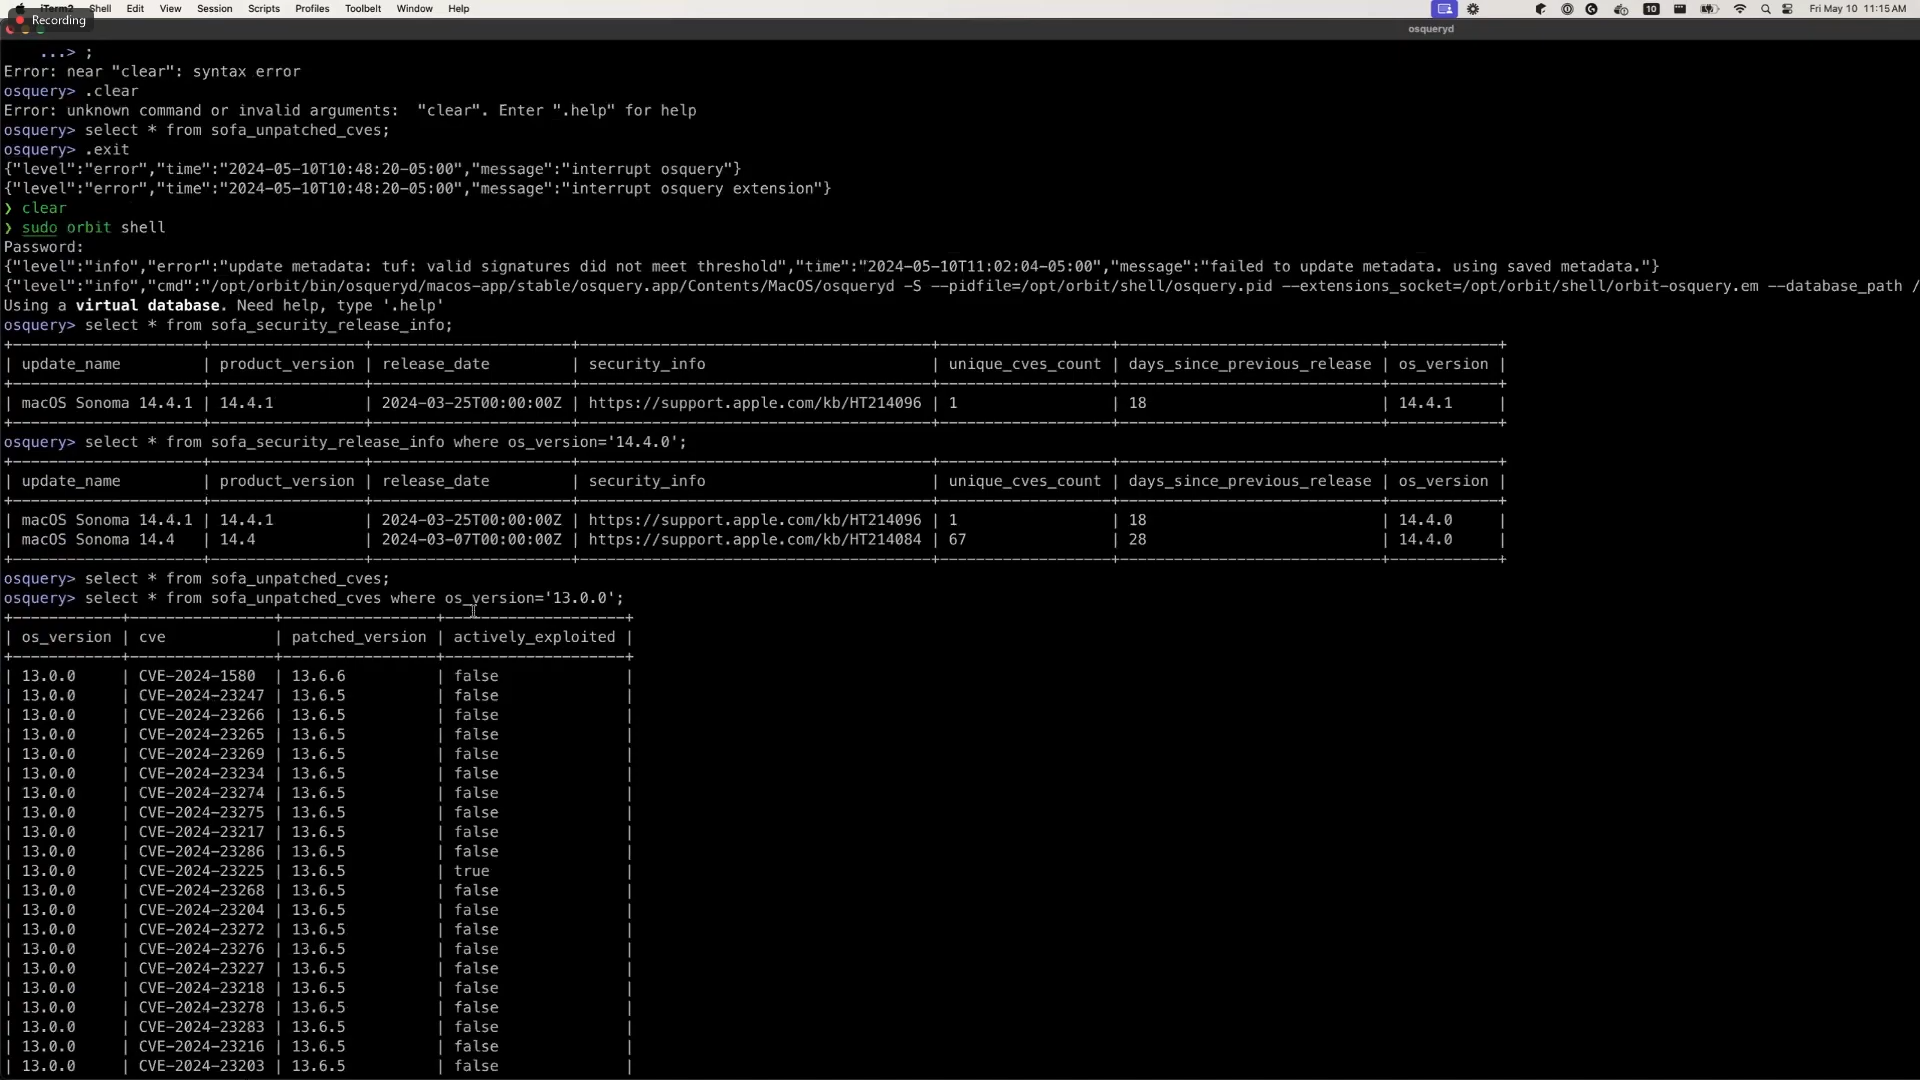 iTerm2 Shell Edit View Session Scripts Profiles Toolbelt Window Help 10 Fri May 10 11:15 AM
Recording
osqueryd
...> ;
Error: near "clear": syntax error
osquery> .clear
Error: unknown command or invalid arguments:  "clear". Enter ".help" for help
osquery> select * from sofa_unpatched_cves;
osquery> .exit
{"level":"error","time":"2024-05-10T10:48:20-05:00","message":"interrupt osquery"}
{"level":"error","time":"2024-05-10T10:48:20-05:00","message":"interrupt osquery extension"}
❯ clear
❯ sudo orbit shell
Password:
{"level":"info","error":"update metadata: tuf: valid signatures did not meet threshold","time":"2024-05-10T11:02:04-05:00","message":"failed to update metadata. using saved metadata."}
{"level":"info","cmd":"/opt/orbit/bin/osqueryd/macos-app/stable/osquery.app/Contents/MacOS/osqueryd -S --pidfile=/opt/orbit/shell/osquery.pid --extensions_socket=/opt/orbit/shell/orbit-osquery.em --database_path /
Using a virtual database. Need help, type '.help'
osquery> select * from sofa_security_release_info;
| update_name | product_version | release_date | security_info | unique_cves_count | days_since_previous_release | os_version |
| macOS Sonoma 14.4.1 | 14.4.1 | 2024-03-25T00:00:00Z | https://support.apple.com/kb/HT214096 | 1 | 18 | 14.4.1 |
osquery> select * from sofa_security_release_info where os_version='14.4.0';
| update_name | product_version | release_date | security_info | unique_cves_count | days_since_previous_release | os_version |
| macOS Sonoma 14.4.1 | 14.4.1 | 2024-03-25T00:00:00Z | https://support.apple.com/kb/HT214096 | 1 | 18 | 14.4.0 |
| macOS Sonoma 14.4 | 14.4 | 2024-03-07T00:00:00Z | https://support.apple.com/kb/HT214084 | 67 | 28 | 14.4.0 |
osquery> select * from sofa_unpatched_cves;
osquery> select * from sofa_unpatched_cves where os_version='13.0.0';
| os_version | cve | patched_version | actively_exploited |
| 13.0.0 | CVE-2024-1580 | 13.6.6 | false |
| 13.0.0 | CVE-2024-23247 | 13.6.5 | false |
| 13.0.0 | CVE-2024-23266 | 13.6.5 | false |
| 13.0.0 | CVE-2024-23265 | 13.6.5 | false |
| 13.0.0 | CVE-2024-23269 | 13.6.5 | false |
| 13.0.0 | CVE-2024-23234 | 13.6.5 | false |
| 13.0.0 | CVE-2024-23274 | 13.6.5 | false |
| 13.0.0 | CVE-2024-23275 | 13.6.5 | false |
| 13.0.0 | CVE-2024-23217 | 13.6.5 | false |
| 13.0.0 | CVE-2024-23286 | 13.6.5 | false |
| 13.0.0 | CVE-2024-23225 | 13.6.5 | true |
| 13.0.0 | CVE-2024-23268 | 13.6.5 | false |
| 13.0.0 | CVE-2024-23204 | 13.6.5 | false |
| 13.0.0 | CVE-2024-23272 | 13.6.5 | false |
| 13.0.0 | CVE-2024-23276 | 13.6.5 | false |
| 13.0.0 | CVE-2024-23227 | 13.6.5 | false |
| 13.0.0 | CVE-2024-23218 | 13.6.5 | false |
| 13.0.0 | CVE-2024-23278 | 13.6.5 | false |
| 13.0.0 | CVE-2024-23283 | 13.6.5 | false |
| 13.0.0 | CVE-2024-23216 | 13.6.5 | false |
| 13.0.0 | CVE-2024-23203 | 13.6.5 | false |